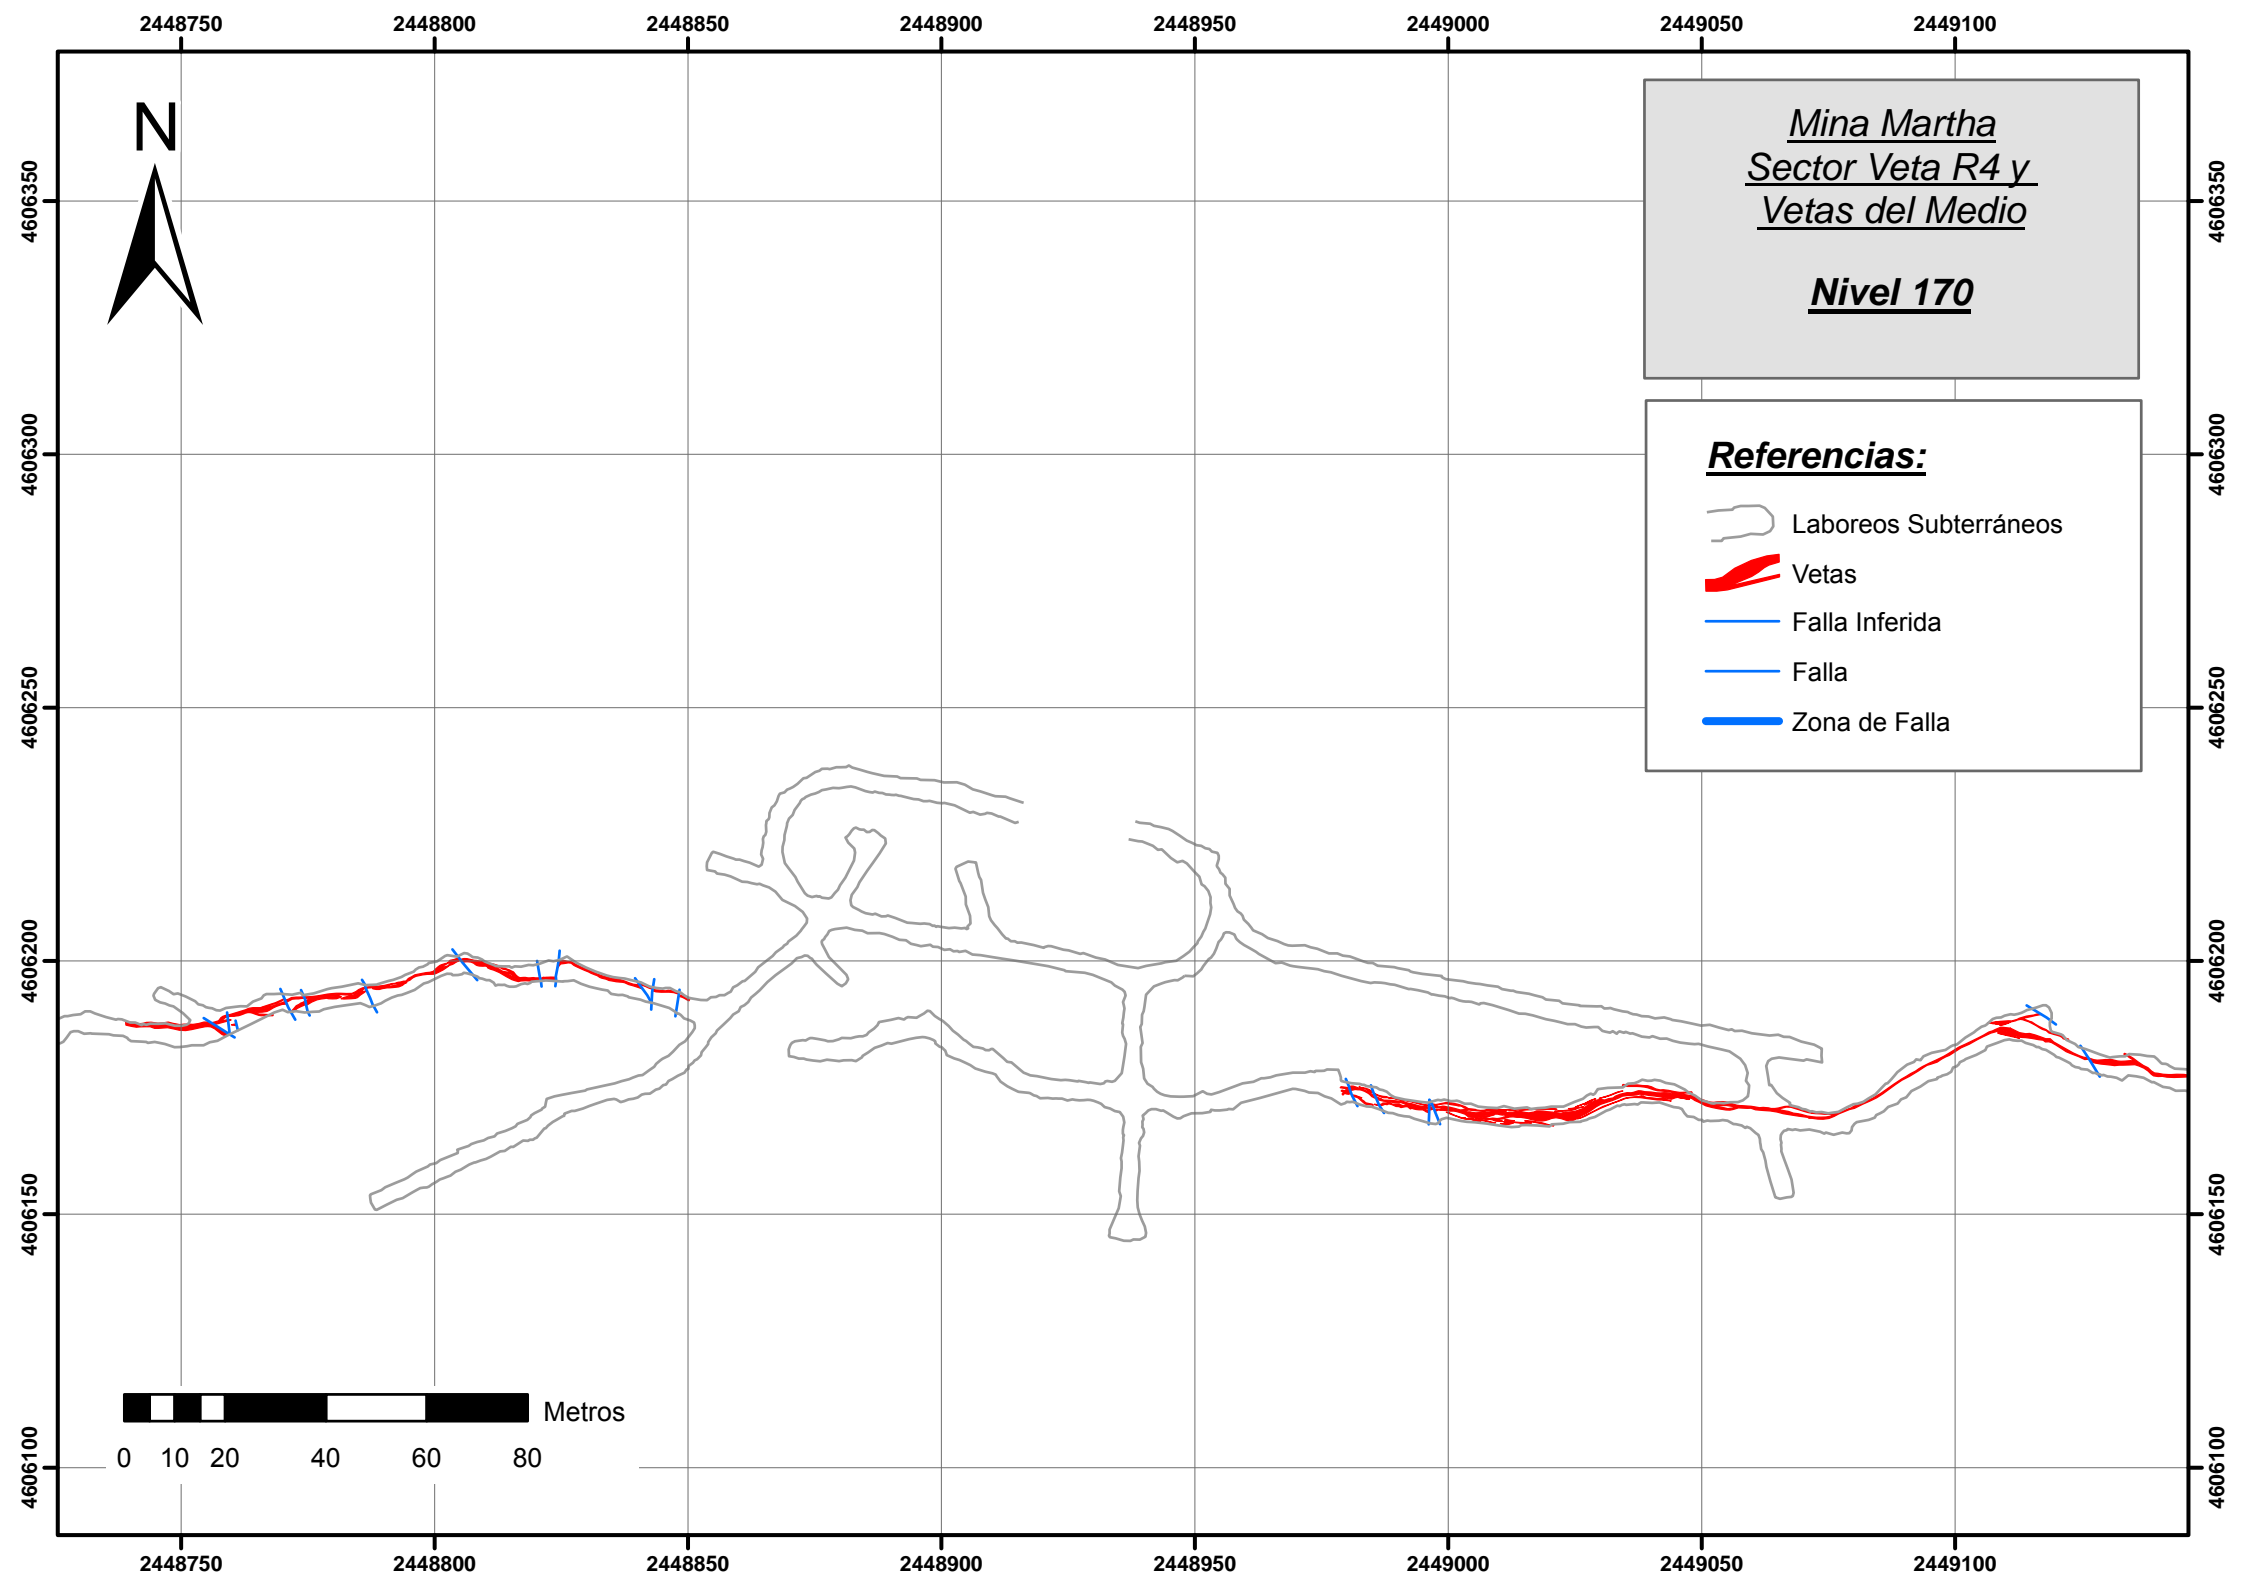 2448750 2448800 2448850 2448900 2448950 2449000 2449050 2449100
N
Mina Martha
Sector Veta R4 y
Vetas del Medio
Nivel 170
Referencias:
Laboreos Subterráneos
Vetas
Falla Inferida
Falla
Zona de Falla
4606350 4606350
4606300 4606300
4606250 4606250
4606200 4606200
4606150 4606150
4606100 4606100
Metros
0 10 20 40 60 80
2448750 2448800 2448850 2448900 2448950 2449000 2449050 2449100